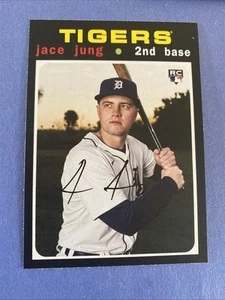 TIGERS
jace jung • 2nd base
RC
D